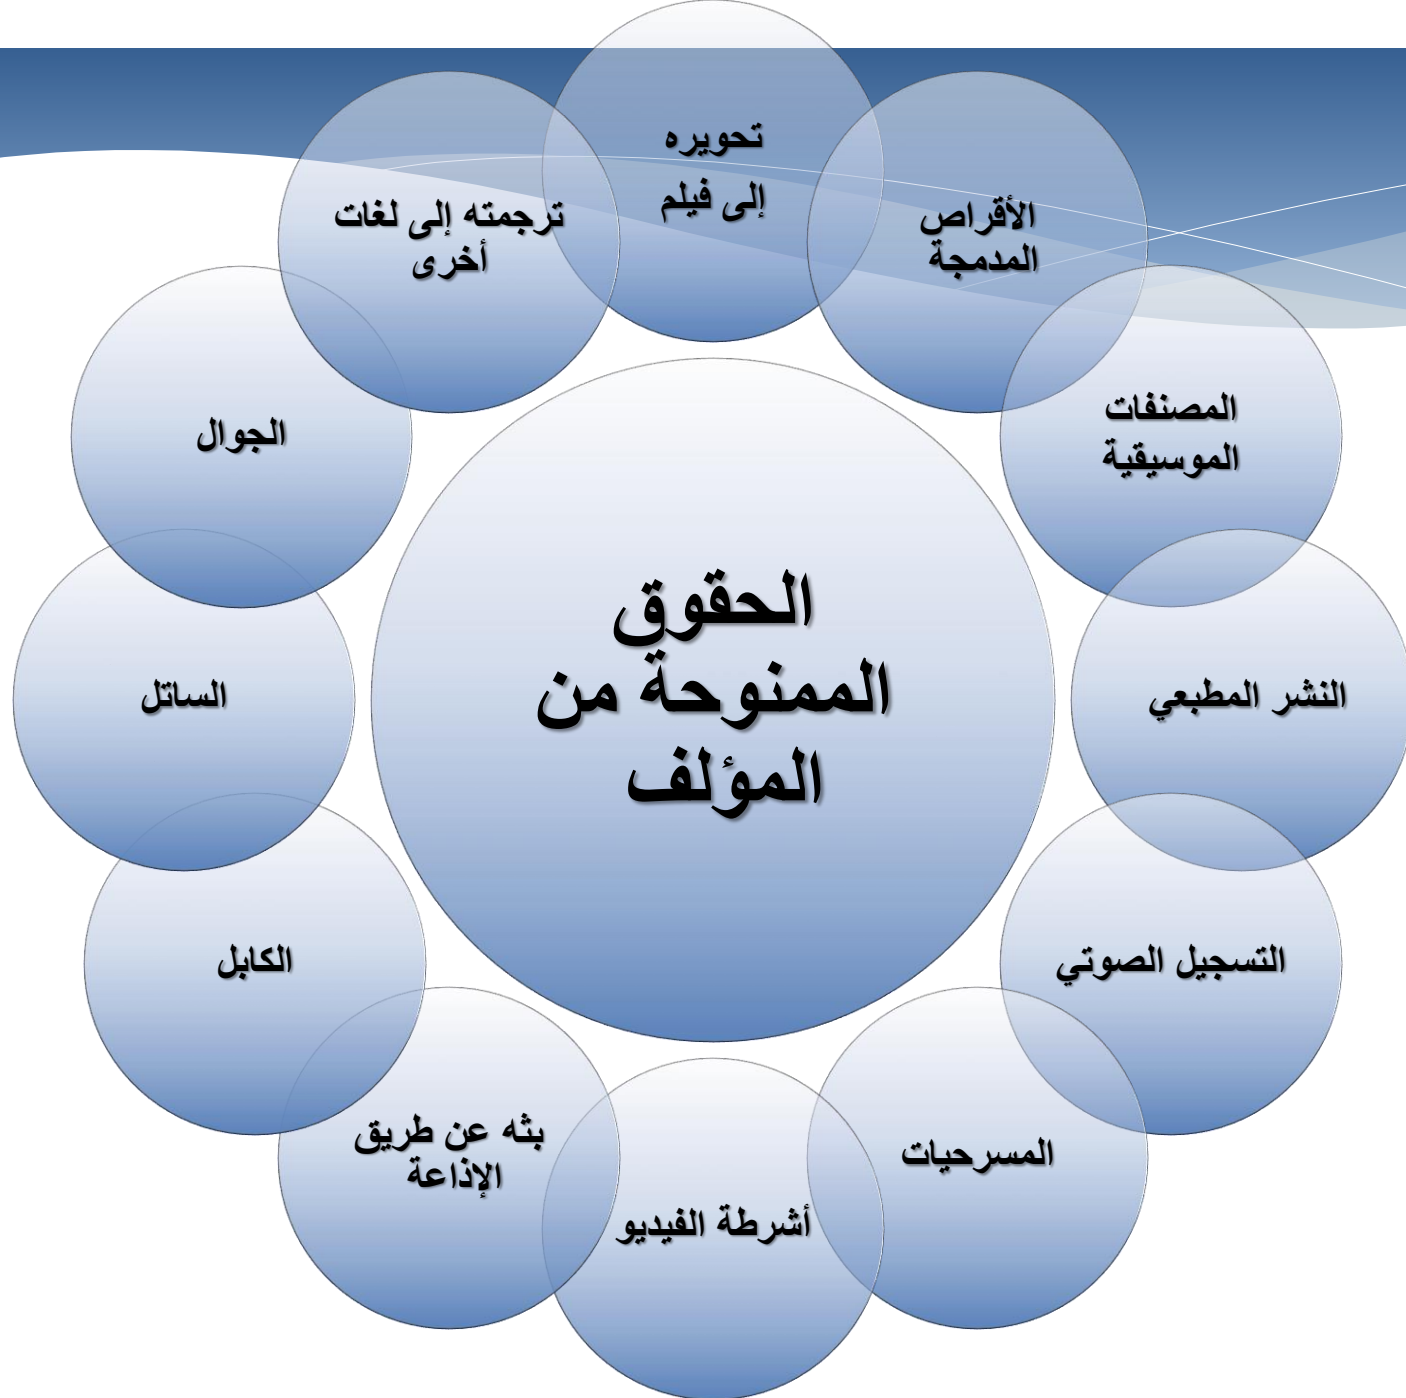 تحويره
إلى فيلم
الأقراص
المدمجة
المصنفات
الموسيقية
النشر المطبعي
التسجيل الصوتي
المسرحيات
أشرطة الفيديو
بثه عن طريق
الإذاعة
الكابل
الساتل
الجوال
ترجمته إلى لغات
أخرى
الحقوق
الممنوحة من
المؤلف